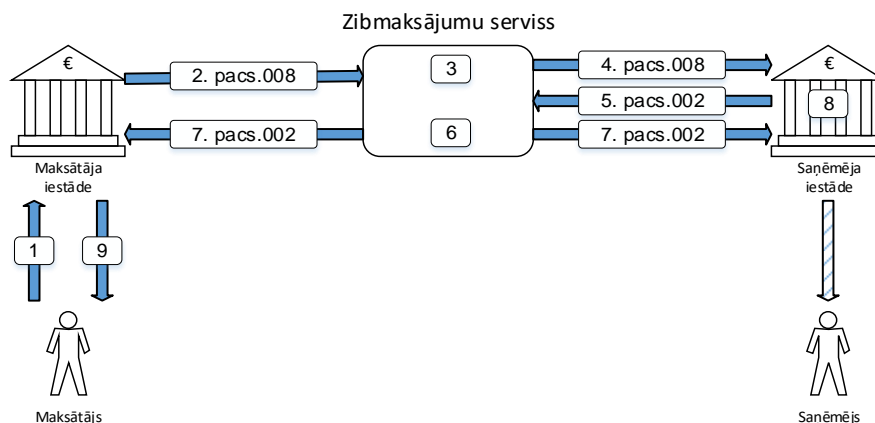 Zibmaksājumu serviss
€
2. pacs.008
3
4. pacs.008
€
5. pacs.002
8
7. pacs.002
6
7. pacs.002
Maksātāja
iestāde
Saņēmēja
iestāde
1
9
Maksātājs
Saņēmējs